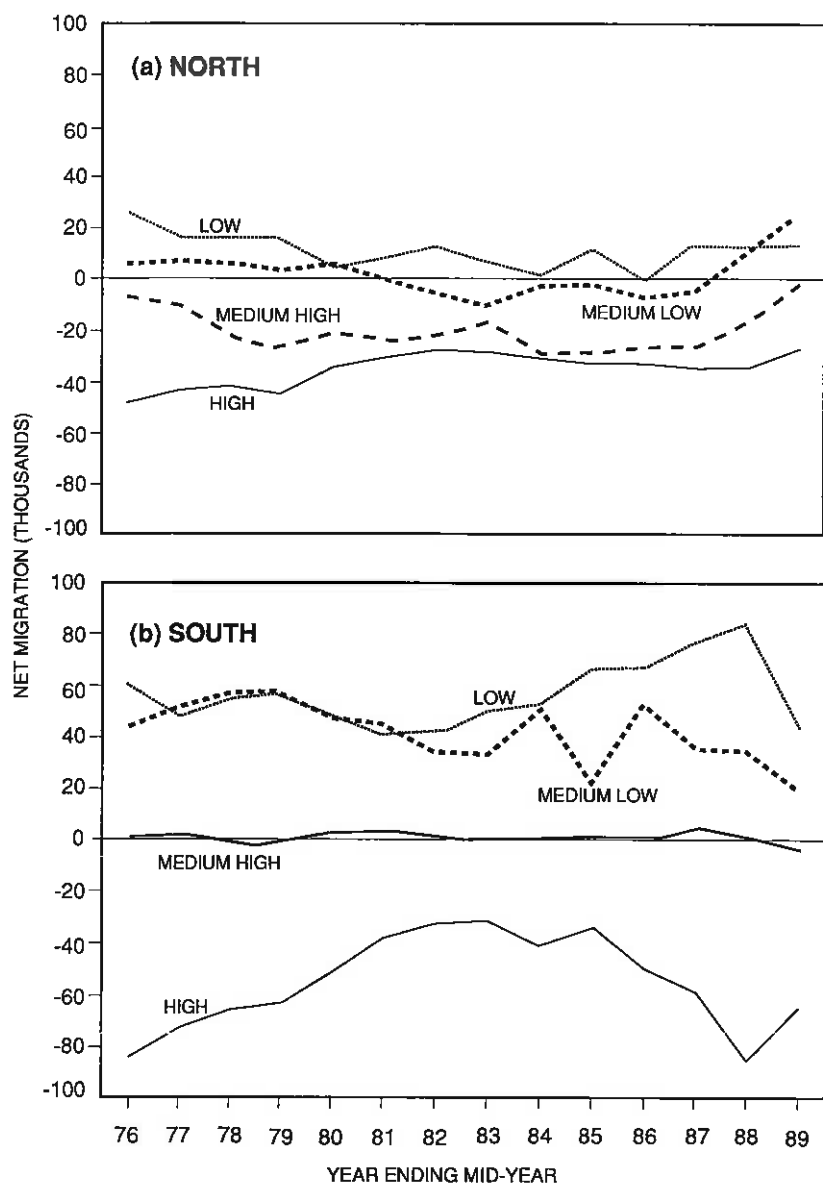 NET MIGRATION (THOUSANDS)
(a) NORTH
100
80
60
40
20
0
-20
-40
-60
-80
-100
LOW
MEDIUM HIGH
MEDIUM LOW
HIGH
(b) SOUTH
100
80
60
40
20
0
-20
-40
-60
-80
-100
LOW
MEDIUM LOW
MEDIUM HIGH
HIGH
76 77 78 79 80 81 82 83 84 85 86 87 88 89
YEAR ENDING MID-YEAR